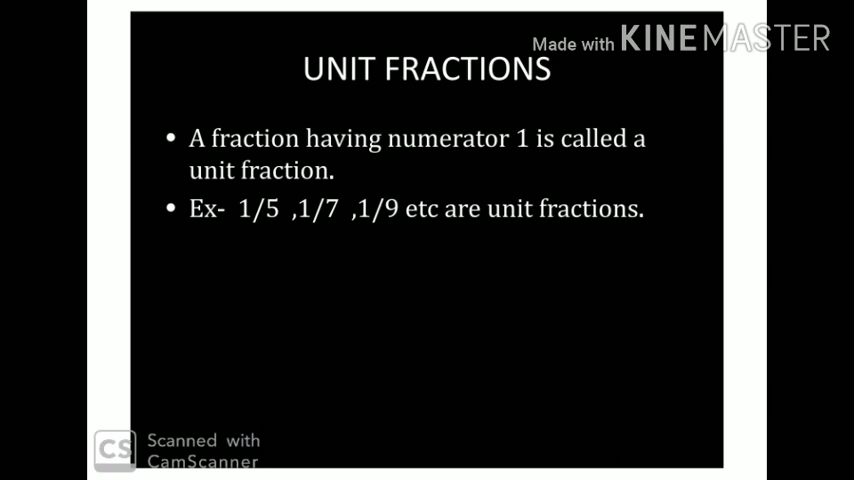 Made with KINEMASTER
UNIT FRACTIONS
• A fraction having numerator 1 is called a
unit fraction.
• Ex- 1/5 ,1/7 ,1/9 etc are unit fractions.
CS Scanned with
CamScanner